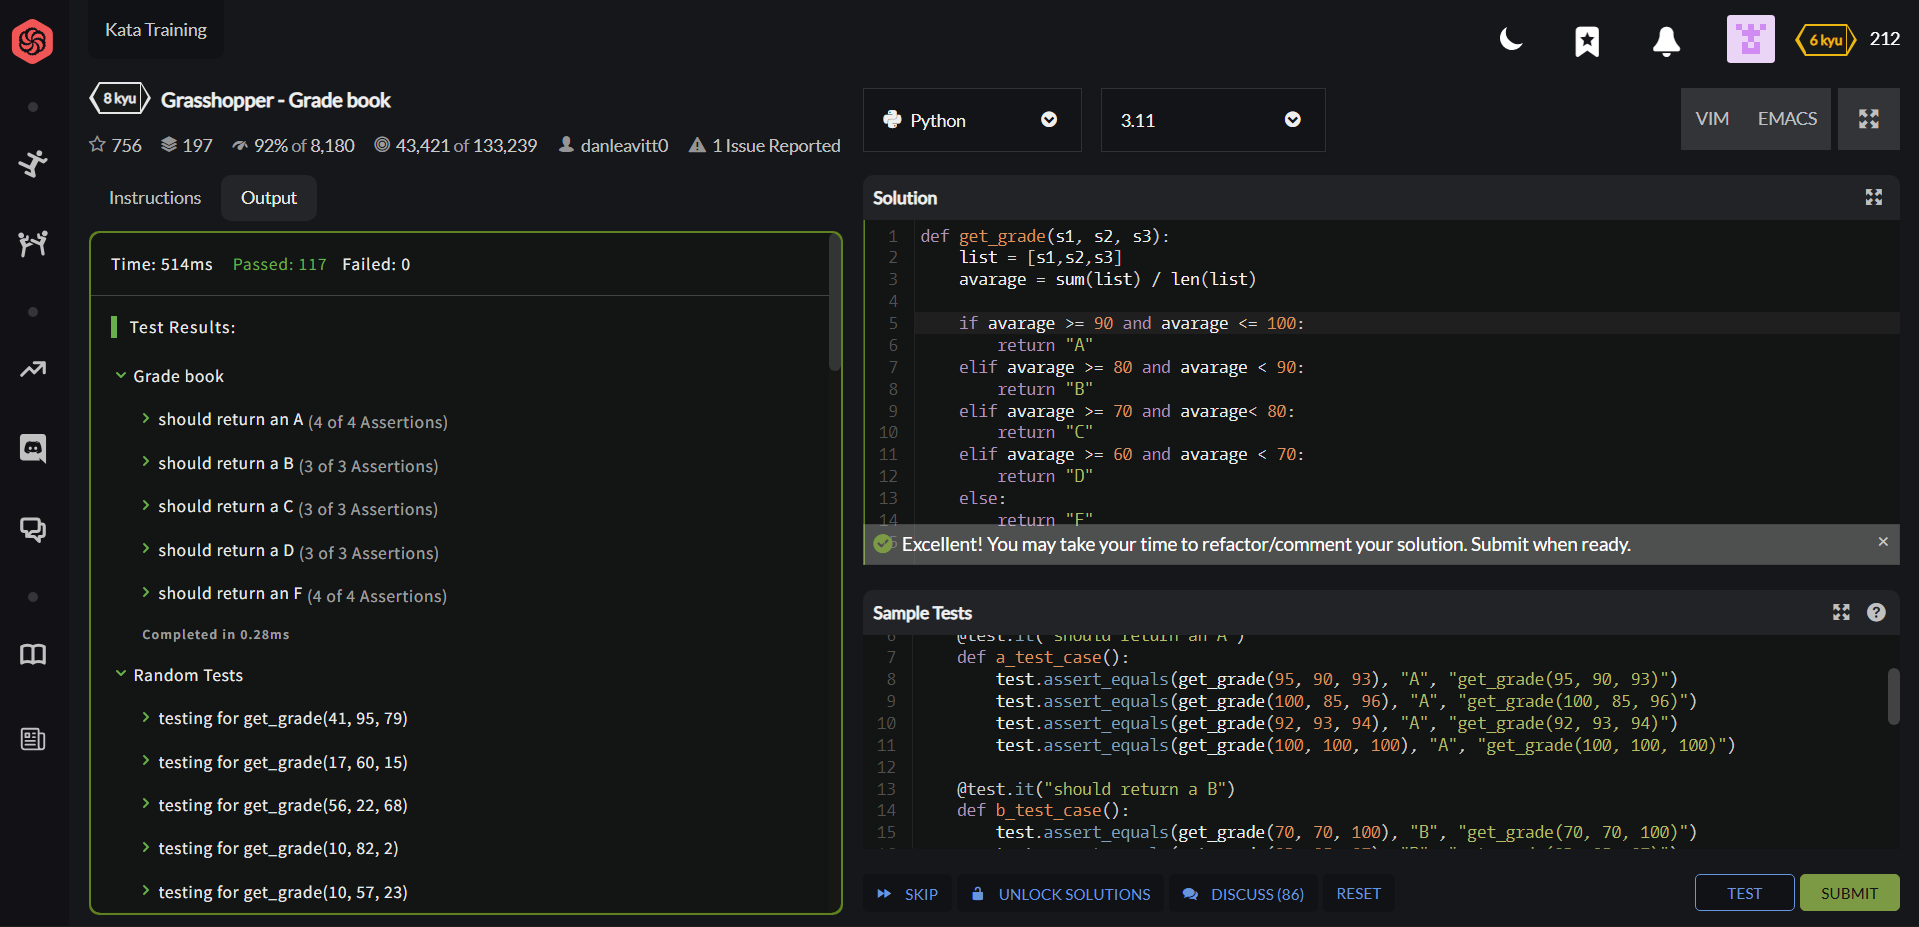 Kata Training
6 kyu 212
8 kyu Grasshopper - Grade book
756 197 92% of 8,180 43,421 of 133,239 danleavitt0 1 Issue Reported
Python 3.11 VIM EMACS
Instructions Output
Time: 514ms Passed: 117 Failed: 0
Test Results:
Grade book
should return an A (4 of 4 Assertions)
should return a B (3 of 3 Assertions)
should return a C (3 of 3 Assertions)
should return a D (3 of 3 Assertions)
should return an F (4 of 4 Assertions)
Completed in 0.28ms
Random Tests
testing for get_grade(41, 95, 79)
testing for get_grade(17, 60, 15)
testing for get_grade(56, 22, 68)
testing for get_grade(10, 82, 2)
testing for get_grade(10, 57, 23)
Solution
1 def get_grade(s1, s2, s3):
2     list = [s1,s2,s3]
3     avarage = sum(list) / len(list)
4
5     if avarage >= 90 and avarage <= 100:
6         return "A"
7     elif avarage >= 80 and avarage < 90:
8         return "B"
9     elif avarage >= 70 and avarage< 80:
10         return "C"
11     elif avarage >= 60 and avarage < 70:
12         return "D"
13     else:
14         return "F"
Excellent! You may take your time to refactor/comment your solution. Submit when ready.
Sample Tests
6     @test.it("should return an A")
7     def a_test_case():
8         test.assert_equals(get_grade(95, 90, 93), "A", "get_grade(95, 90, 93)")
9         test.assert_equals(get_grade(100, 85, 96), "A", "get_grade(100, 85, 96)")
10         test.assert_equals(get_grade(92, 93, 94), "A", "get_grade(92, 93, 94)")
11         test.assert_equals(get_grade(100, 100, 100), "A", "get_grade(100, 100, 100)")
12
13     @test.it("should return a B")
14     def b_test_case():
15         test.assert_equals(get_grade(70, 70, 100), "B", "get_grade(70, 70, 100)")
SKIP UNLOCK SOLUTIONS DISCUSS (86) RESET TEST SUBMIT